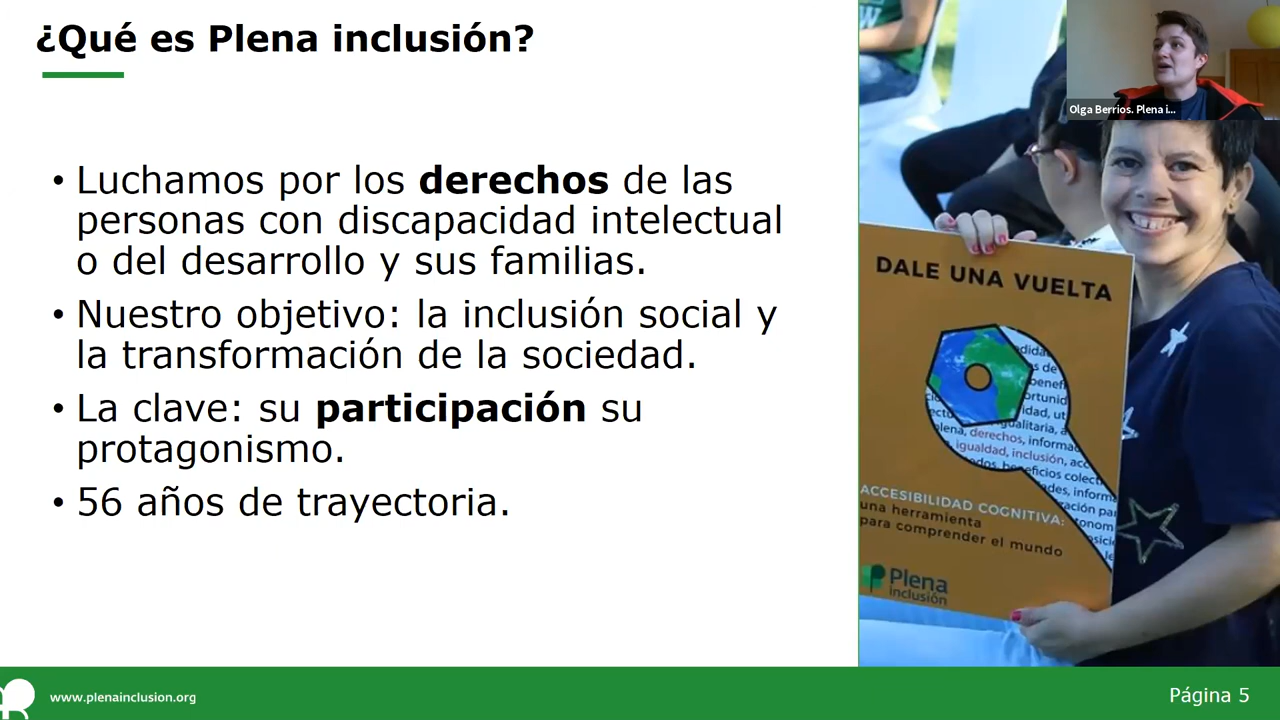 ¿Qué es Plena inclusión?
Luchamos por los derechos de las
personas con discapacidad intelectual
o del desarrollo y sus familias.
Nuestro objetivo: la inclusión social y
la transformación de la sociedad.
La clave: su participación su
protagonismo.
56 años de trayectoria.
Olga Berrios. Plena i...
DALE UNA VUELTA
plena, derechos, informac
igualdad, inclusión, acc
ACCESIBILIDAD COGNITIVA:
una herramienta
para comprender el mundo
Plena
inclusión
www.plenainclusion.org
Página 5